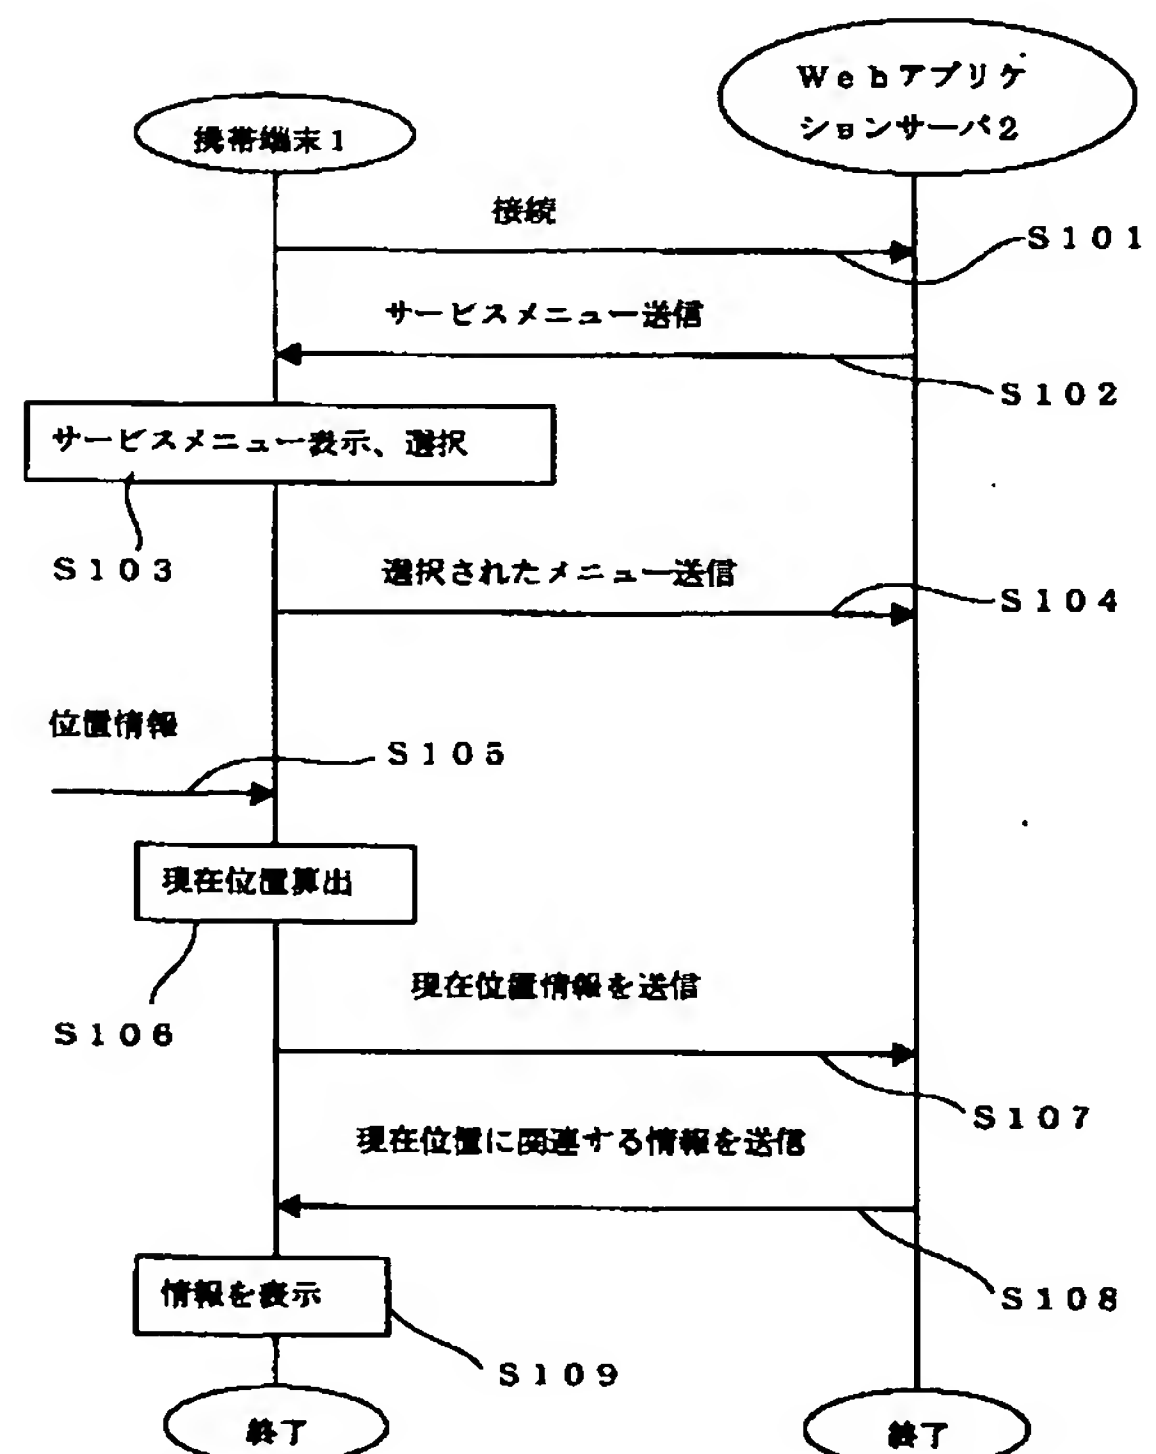 Webアプリケ
ションサーバ2
携帯端末1
接続
S101
サービスメニュー送信
S102
サービスメニュー表示、選択
S103
選択されたメニュー送信
S104
位置情報
S105
現在位置算出
S106
現在位置情報を送信
S107
現在位置に関連する情報を送信
S108
情報を表示
S109
終了
終了